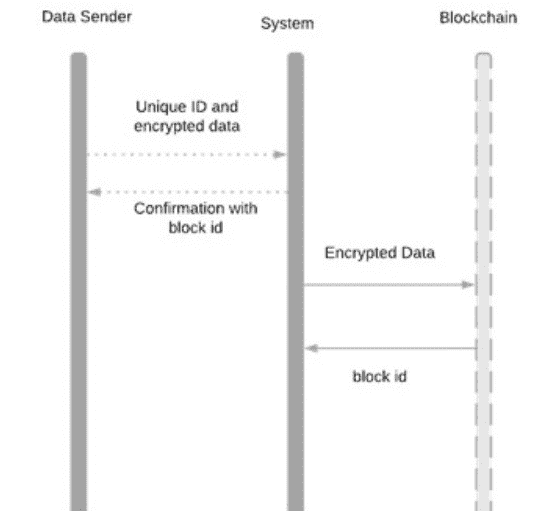 Data Sender
System
Blockchain
Unique ID and
encrypted data
Confirmation with
block id
Encrypted Data
block id